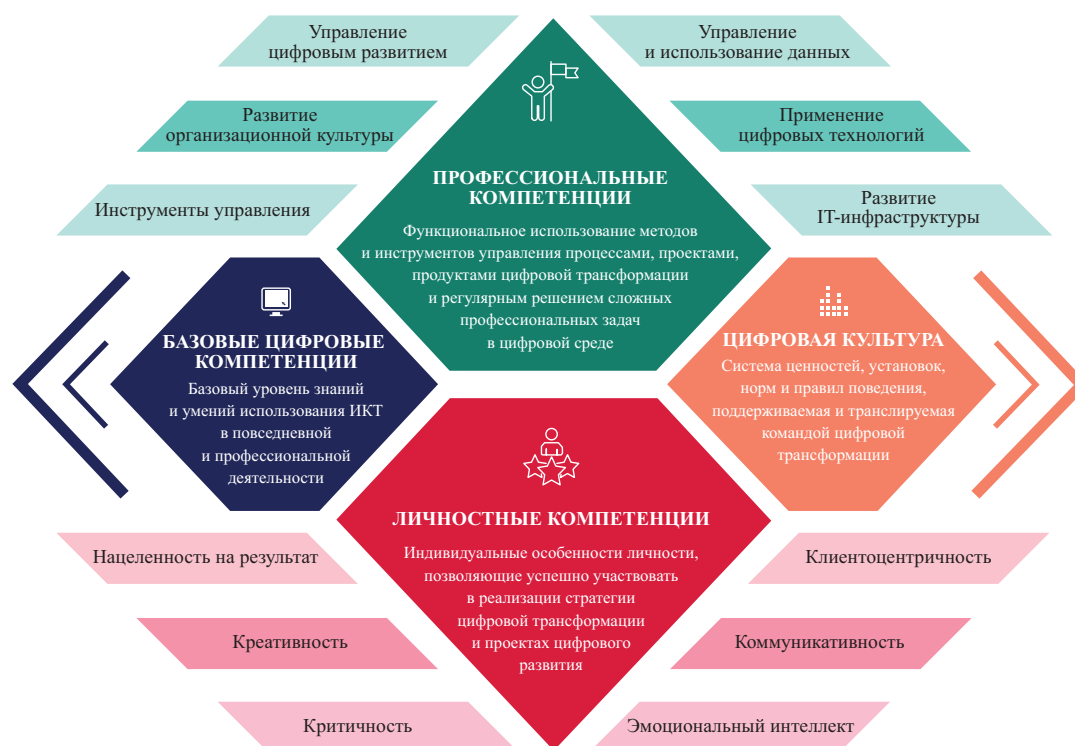 Управление
цифровым развитием
Управление
и использование данных
Развитие
организационной культуры
Применение
цифровых технологий
Инструменты управления
Развитие
IT-инфраструктуры
ПРОФЕССИОНАЛЬНЫЕ
КОМПЕТЕНЦИИ
Функциональное использование методов
и инструментов управления процессами, проектами,
продуктами цифровой трансформации
и регулярным решением сложных
профессиональных задач
в цифровой среде
БАЗОВЫЕ ЦИФРОВЫЕ
КОМПЕТЕНЦИИ
Базовый уровень знаний
и умений использования ИКТ
в повседневной
и профессиональной
деятельности
ЦИФРОВАЯ КУЛЬТУРА
Система ценностей, установок,
норм и правил поведения,
поддерживаемая и транслируемая
командой цифровой
трансформации
ЛИЧНОСТНЫЕ КОМПЕТЕНЦИИ
Индивидуальные особенности личности,
позволяющие успешно участвовать
в реализации стратегии
цифровой трансформации
и проектах цифрового
развития
Нацеленность на результат
Клиентоцентричность
Креативность
Коммуникативность
Критичность
Эмоциональный интеллект